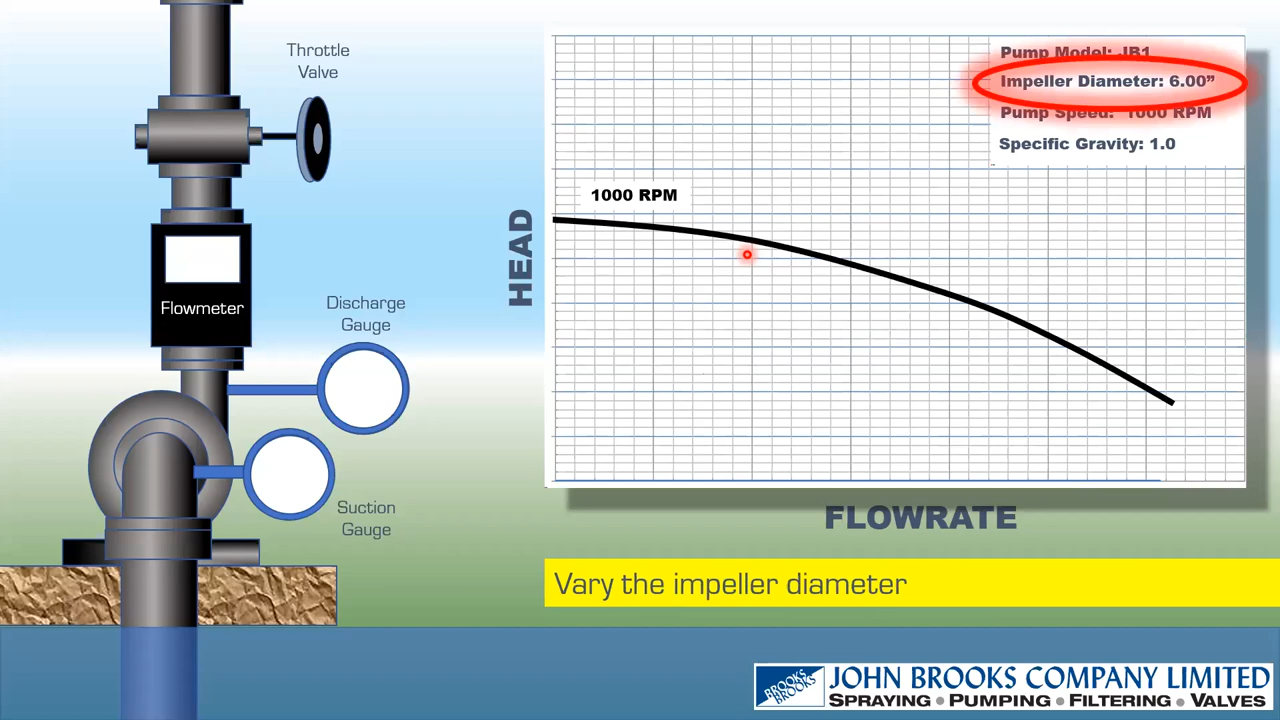 Throttle
Valve
Flowmeter
Discharge
Gauge
Suction
Gauge
Pump Model: JB1
Impeller Diameter: 6.00”
Pump Speed: 1000 RPM
Specific Gravity: 1.0
1000 RPM
HEAD
FLOWRATE
Vary the impeller diameter
BROOKS
BROOKS
JOHN BROOKS COMPANY LIMITED
SPRAYING • PUMPING • FILTERING • VALVES